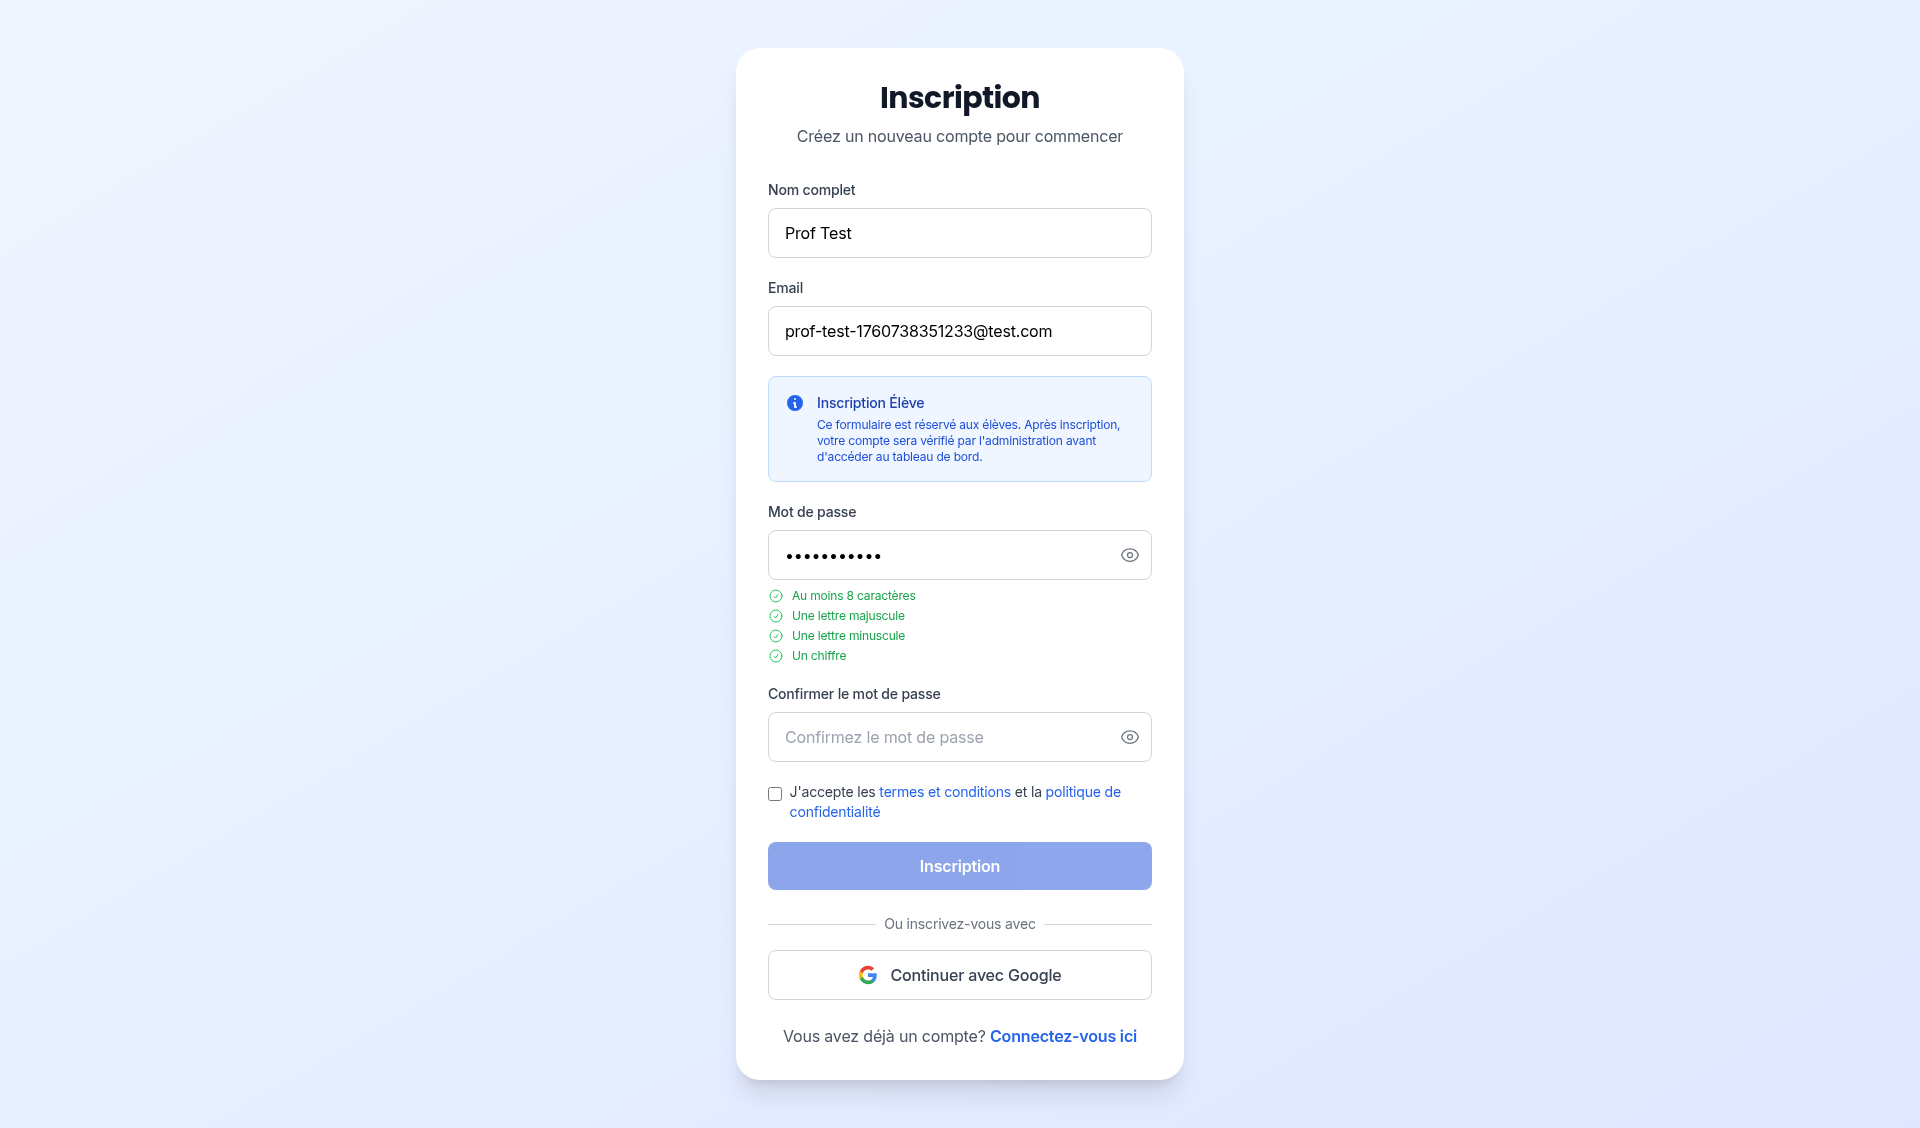 Inscription
Créez un nouveau compte pour commencer
Nom complet
Prof Test
Email
prof-test-1760738351233@test.com
Inscription Élève
Ce formulaire est réservé aux élèves. Après inscription,
votre compte sera vérifié par l'administration avant
d'accéder au tableau de bord.
Mot de passe
•••••••••••
Au moins 8 caractères
Une lettre majuscule
Une lettre minuscule
Un chiffre
Confirmer le mot de passe
Confirmez le mot de passe
J'accepte les termes et conditions et la politique de
confidentialité
Inscription
Ou inscrivez-vous avec
Continuer avec Google
Vous avez déjà un compte? Connectez-vous ici